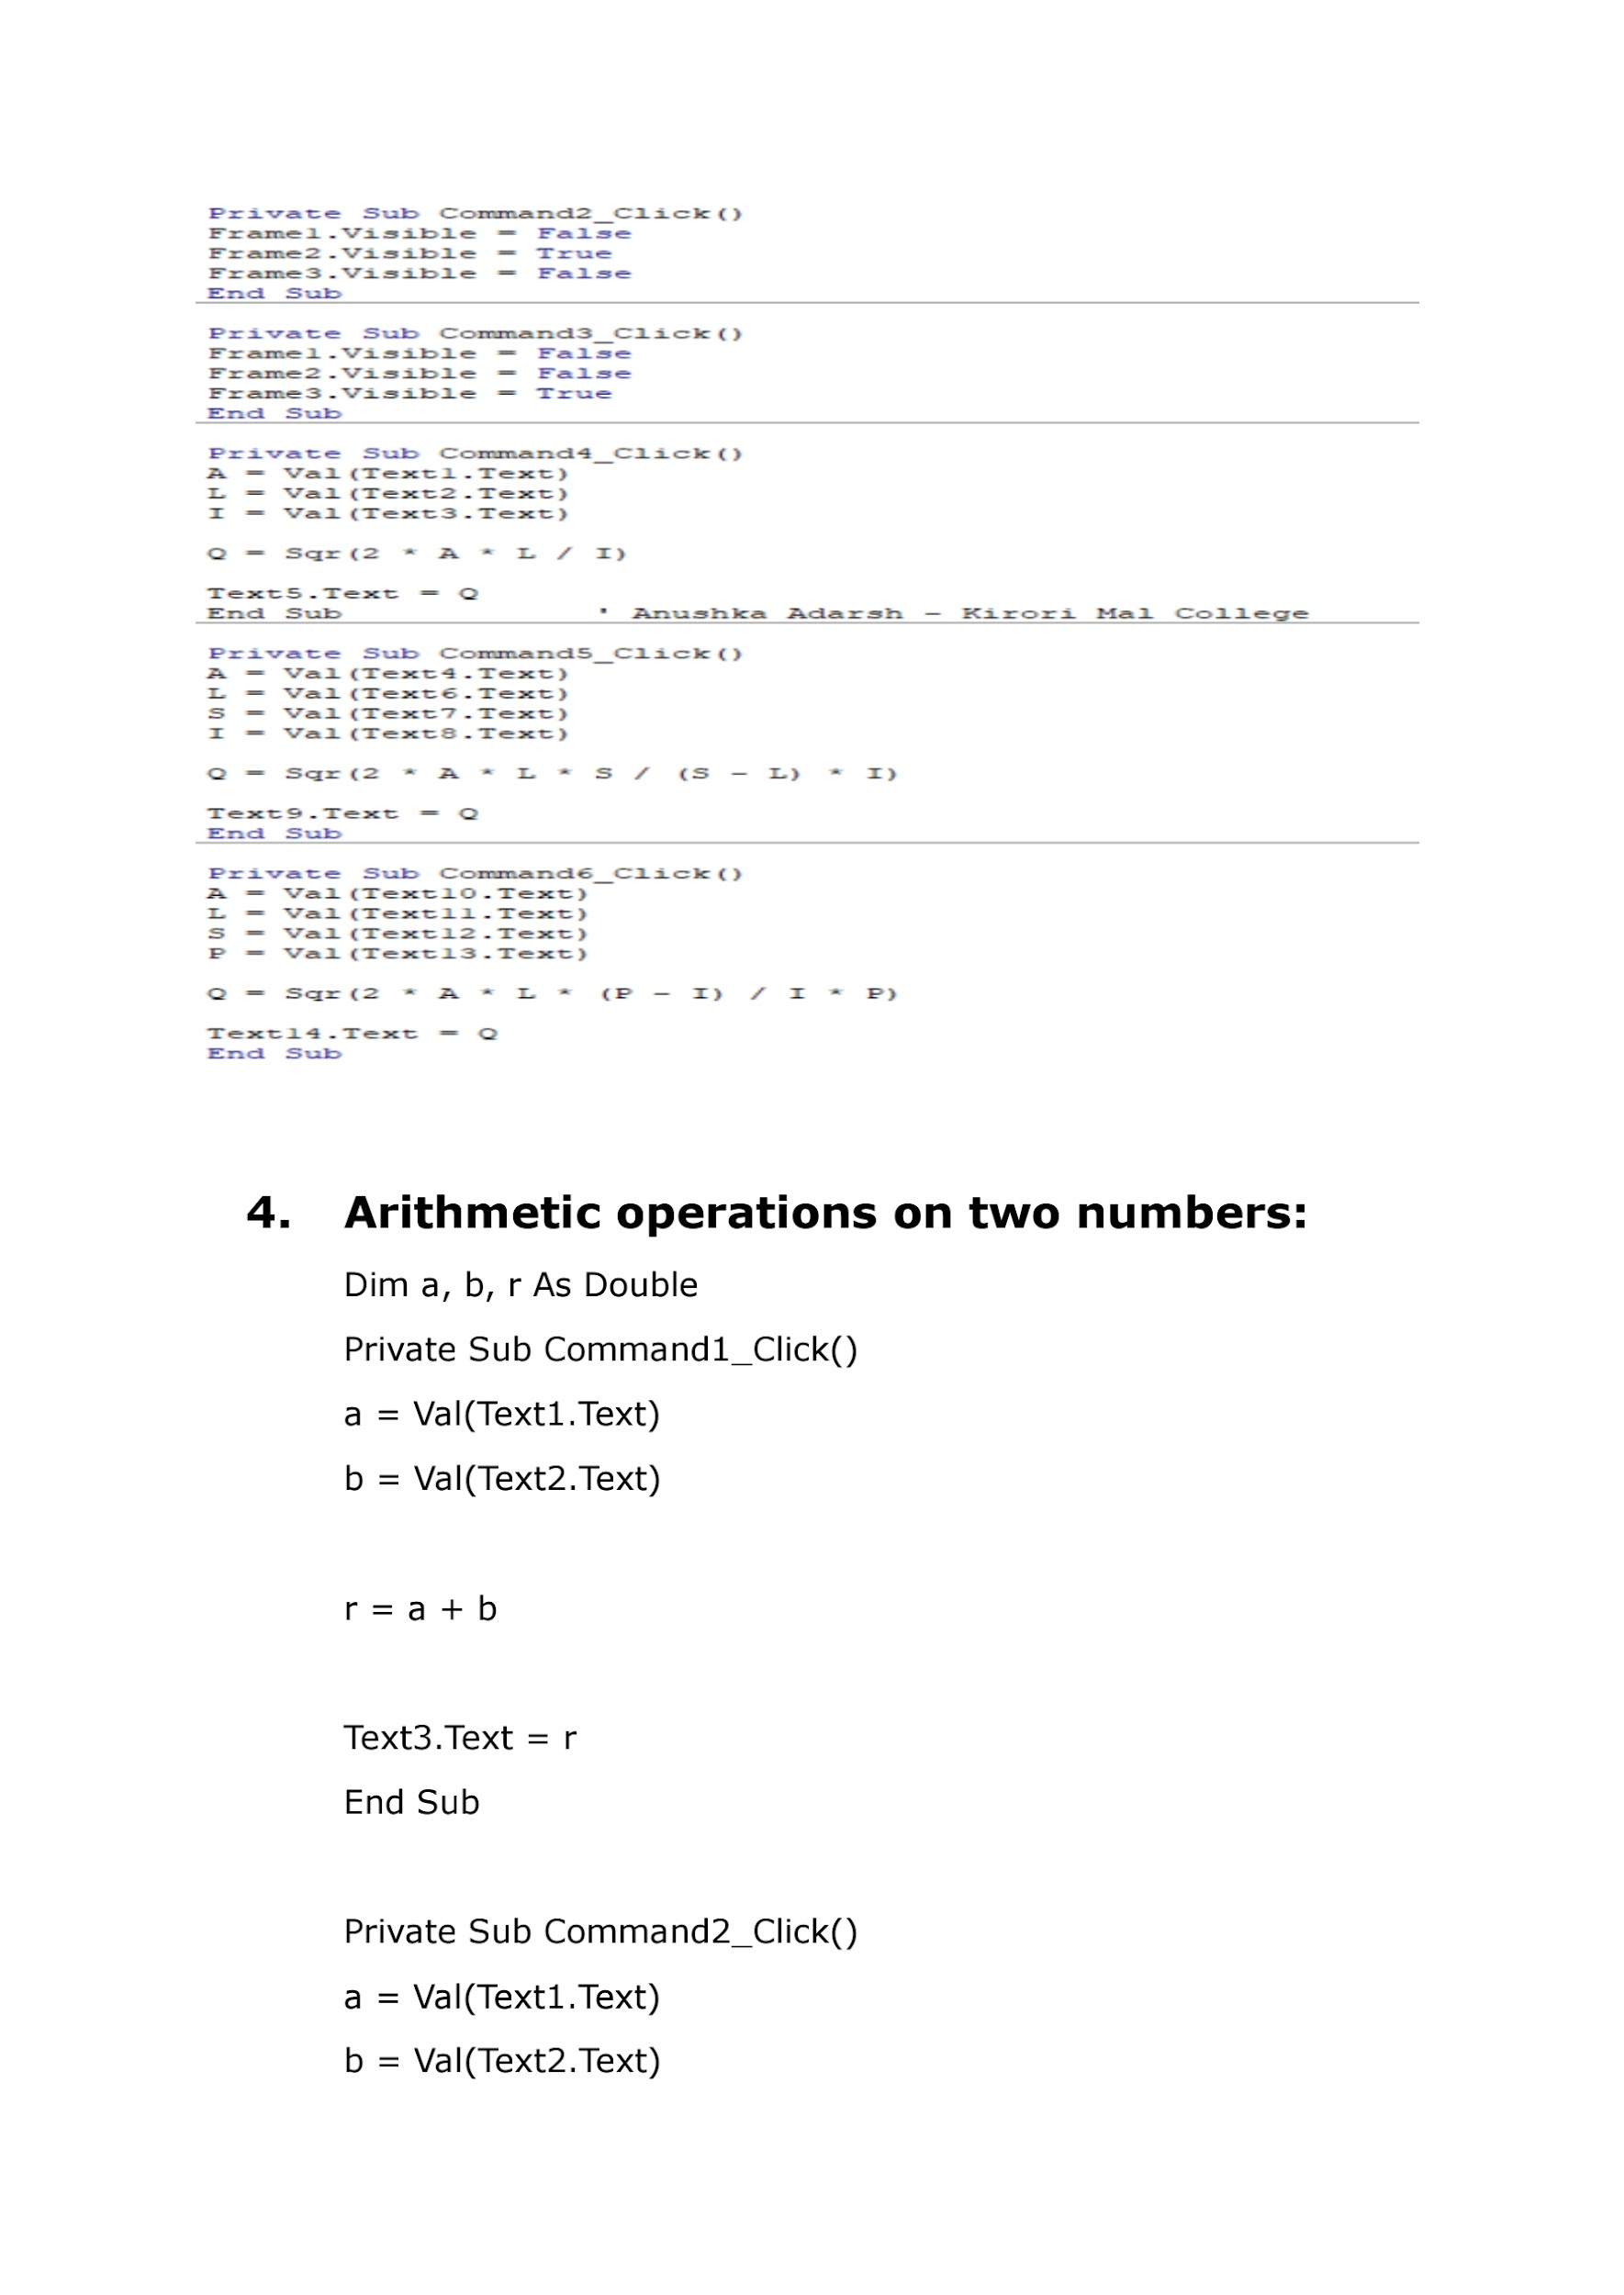 Private Sub Command2_Click()
Frame1.Visible = False
Frame2.Visible = True
Frame3.Visible = False
End Sub
Private Sub Command3_Click()
Frame1.Visible = False
Frame2.Visible = False
Frame3.Visible = True
End Sub
Private Sub Command4_Click()
A = Val(Text1.Text)
L = Val(Text2.Text)
I = Val(Text3.Text)
Q = Sqr(2 * A * L / I)
Text5.Text = Q
End Sub ' Anushka Adarsh - Kirori Mal College
Private Sub Command5_Click()
A = Val(Text4.Text)
L = Val(Text6.Text)
S = Val(Text7.Text)
I = Val(Text8.Text)
Q = Sqr(2 * A * L * S / (S - L) * I)
Text9.Text = Q
End Sub
Private Sub Command6_Click()
A = Val(Text10.Text)
L = Val(Text11.Text)
S = Val(Text12.Text)
P = Val(Text13.Text)
Q = Sqr(2 * A * L * (P - I) / I * P)
Text14.Text = Q
End Sub
4. Arithmetic operations on two numbers:
Dim a, b, r As Double
Private Sub Command1_Click()
a = Val(Text1.Text)
b = Val(Text2.Text)
r = a + b
Text3.Text = r
End Sub
Private Sub Command2_Click()
a = Val(Text1.Text)
b = Val(Text2.Text)